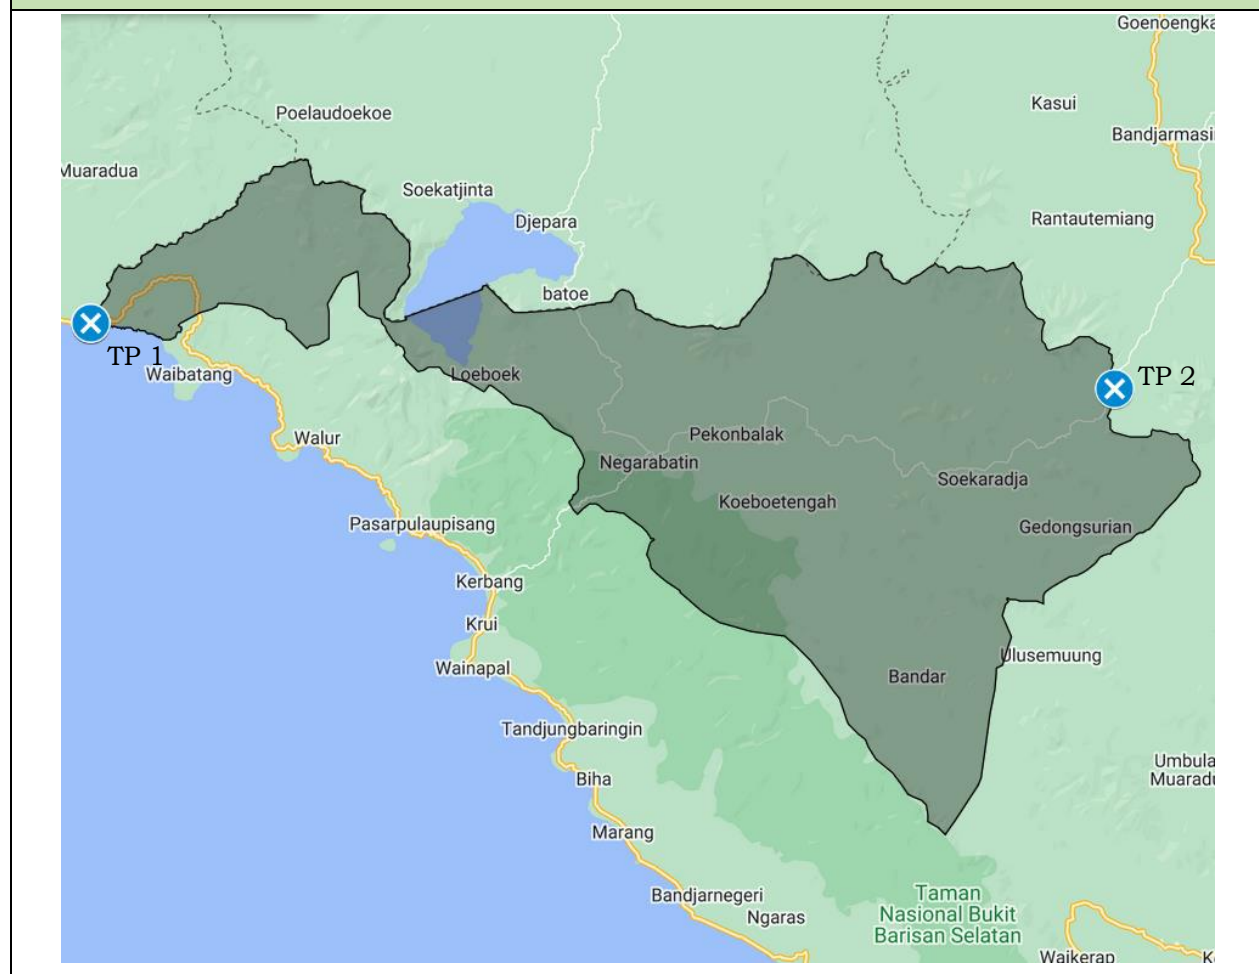 Goenoengka
Kasui
Poelaudoekoe
Bandjarmasi
Muaradua
Soekatjinta
Djepara
Rantautemiang
batoe
TP 1
Waibatang
Loeboek
TP 2
Walur
Pekonbalak
Negarabatin
Soekaradja
Koeboetengah
Pasarpulaupisang
Gedongsurian
Kerbang
Krui
Ulusemuung
Wainapal
Bandar
Tandjungbaringin
Biha
Umbula
Muaradu
Marang
Bandjarnegeri
Ngaras
Taman
Nasional Bukit
Barisan Selatan
Waikerap
K